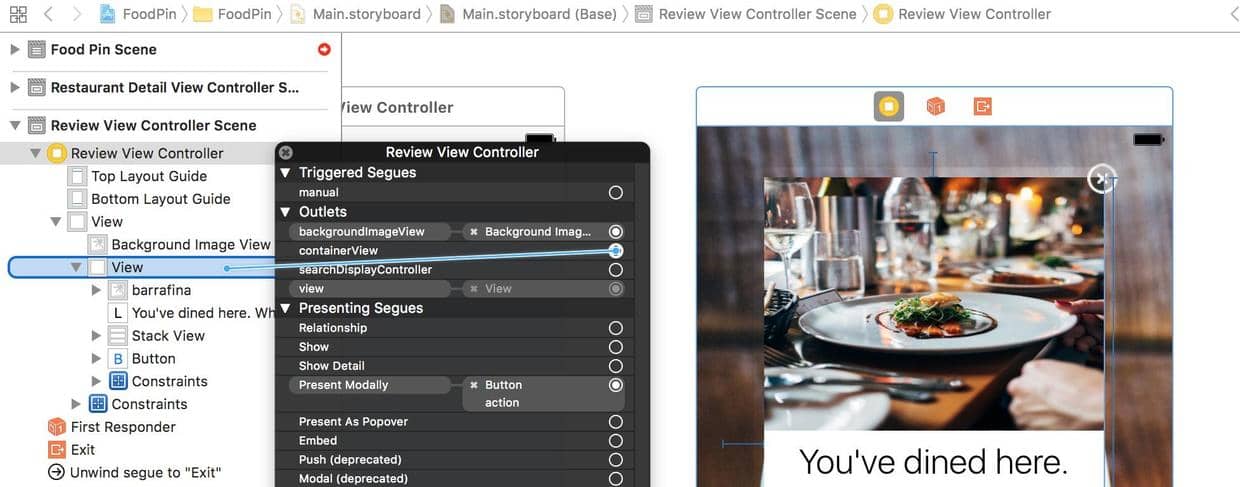 FoodPin FoodPin Main.storyboard Main.storyboard (Base) Review View Controller Scene Review View Controller
Food Pin Scene
Restaurant Detail View Controller S...
Review View Controller Scene
Review View Controller
Top Layout Guide
Bottom Layout Guide
View
Background Image View
View
barrafina
L You've dined here. Wh
Stack View
B Button
Constraints
Constraints
First Responder
Exit
Unwind segue to "Exit"
View Controller
Review View Controller
Triggered Segues
manual
Outlets
backgroundImageView Background Imag...
containerView
searchDisplayController
view View
Presenting Segues
Relationship
Show
Show Detail
Present Modally Button
action
Present As Popover
Embed
Push (deprecated)
Modal (deprecated)
You've dined here.